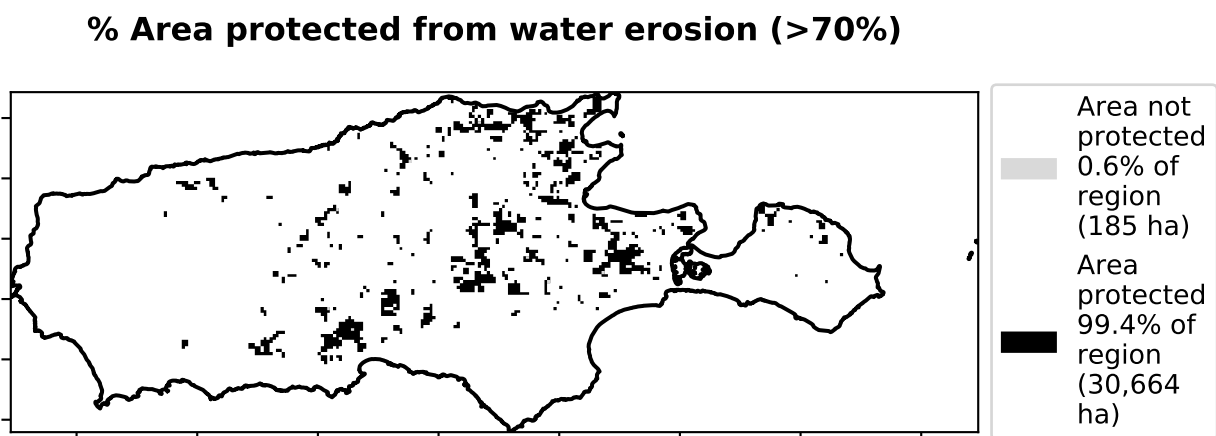 % Area protected from water erosion (>70%)
Area not
protected
0.6% of
region
(185 ha)
Area
protected
99.4% of
region
(30,664
ha)